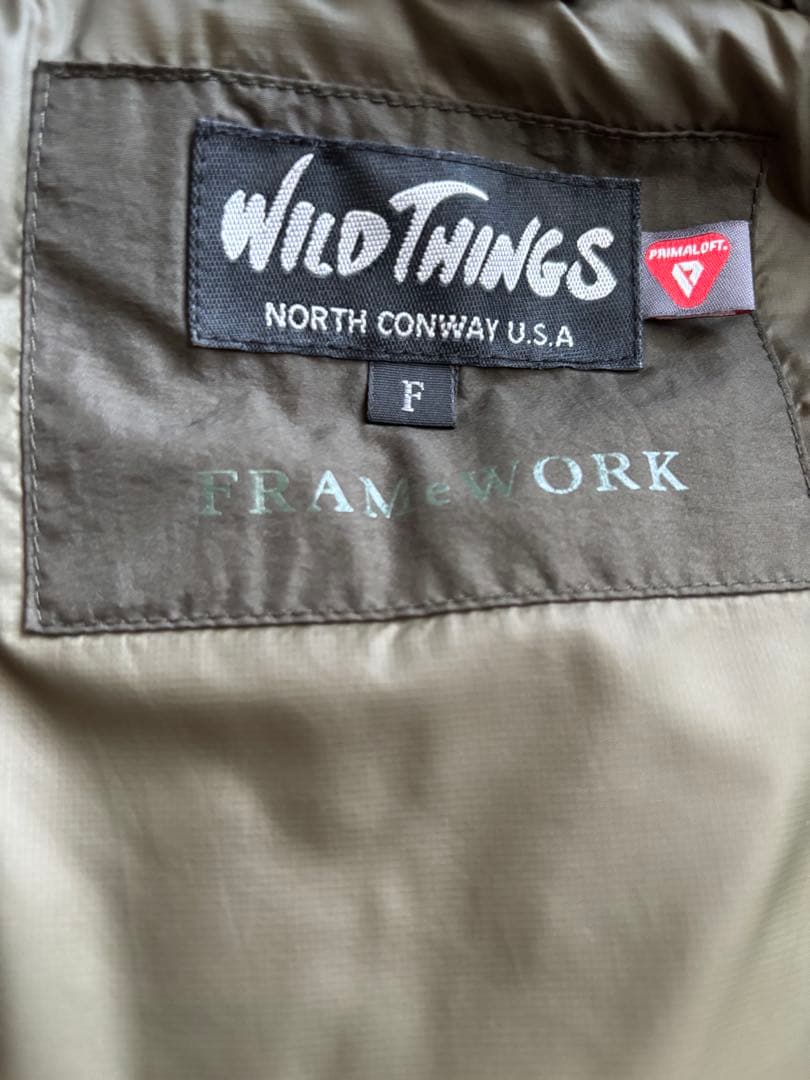 WILD THINGS
NORTH CONWAY U.S.A
PRIMALOFT®
F
FRAMeWORK